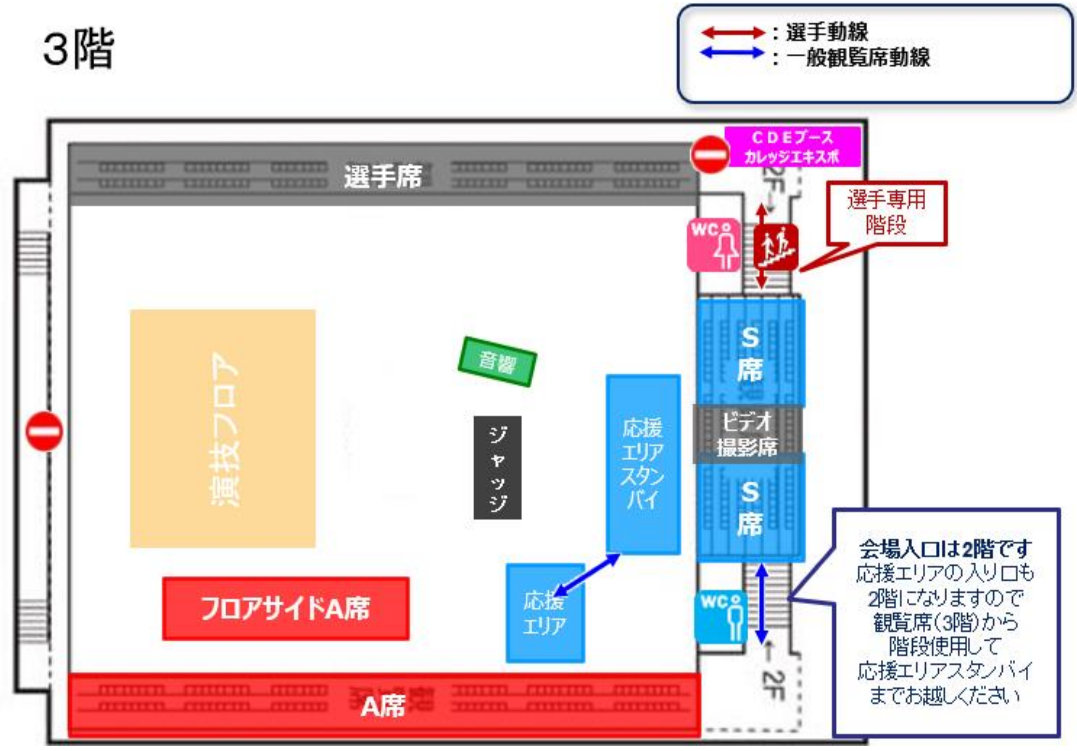 3階
：選手動線
：一般観覧席動線
CDEブース
カレッジエキスポ
選手席
2F→
選手専用
階段
WC
S
席
音響
演技フロア
ジャッジ
応援
エリア
スタン
バイ
ビデオ
撮影席
S
席
会場入口は2階です
応援エリアの入り口も
2階になりますので
観覧席(3階)から
階段使用して
応援エリアスタンバイ
までお越しください
フロアサイドA席
応援
エリア
WC
←2F
A席